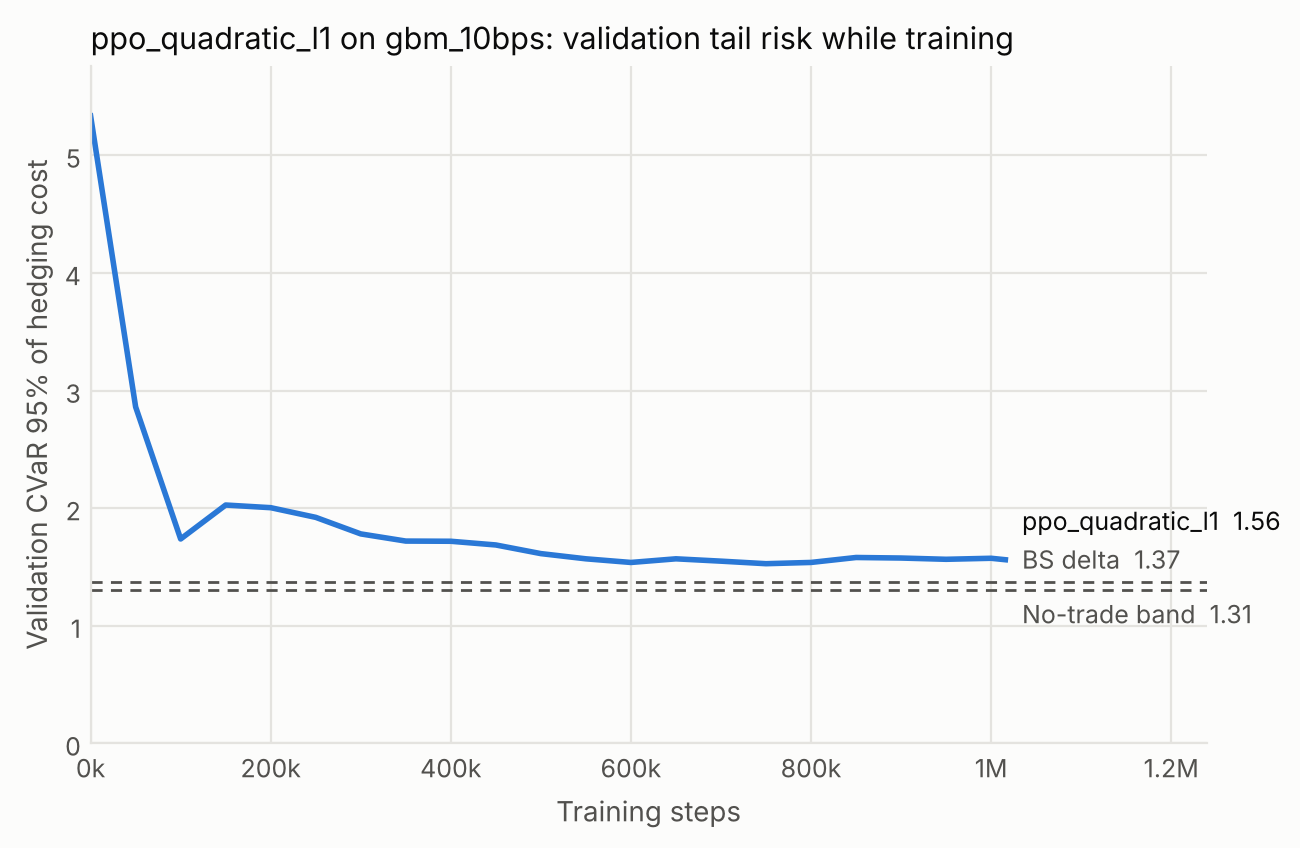 ppo_quadratic_l1 on gbm_10bps: validation tail risk while training
Validation CVaR 95% of hedging cost
5
4
3
2
1
0
ppo_quadratic_l1 1.56
BS delta 1.37
No-trade band 1.31
0k 200k 400k 600k 800k 1M 1.2M
Training steps